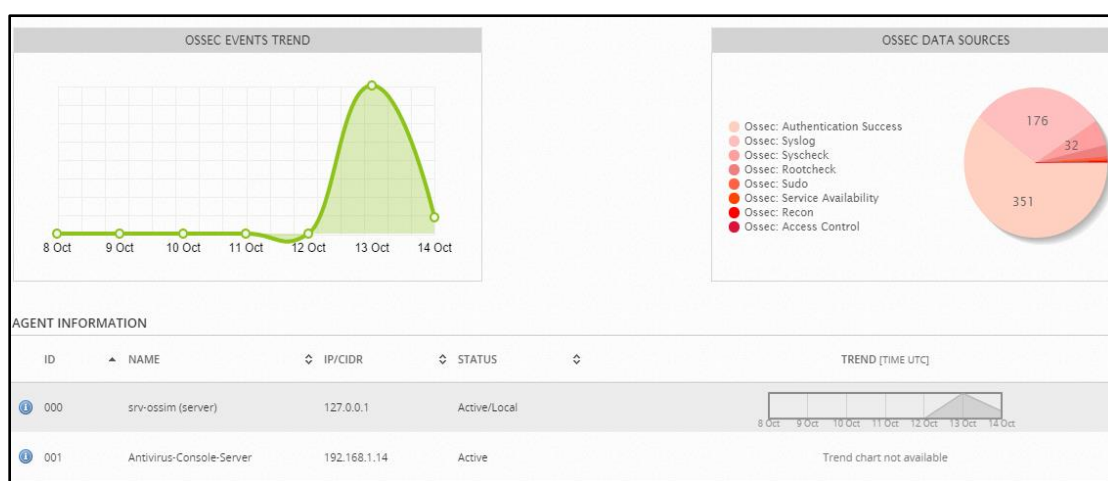 OSSEC EVENTS TREND
8 Oct 9 Oct 10 Oct 11 Oct 12 Oct 13 Oct 14 Oct
OSSEC DATA SOURCES
Ossec: Authentication Success
Ossec: Syslog
Ossec: Syscheck
Ossec: Rootcheck
Ossec: Sudo
Ossec: Service Availability
Ossec: Recon
Ossec: Access Control
176
32
351
AGENT INFORMATION
ID NAME IP/CIDR STATUS TREND [TIME UTC]
000 srv-ossim (server) 127.0.0.1 Active/Local
8 Oct 9 Oct 10 Oct 11 Oct 12 Oct 13 Oct 14 Oct
001 Antivirus-Console-Server 192.168.1.14 Active Trend chart not available